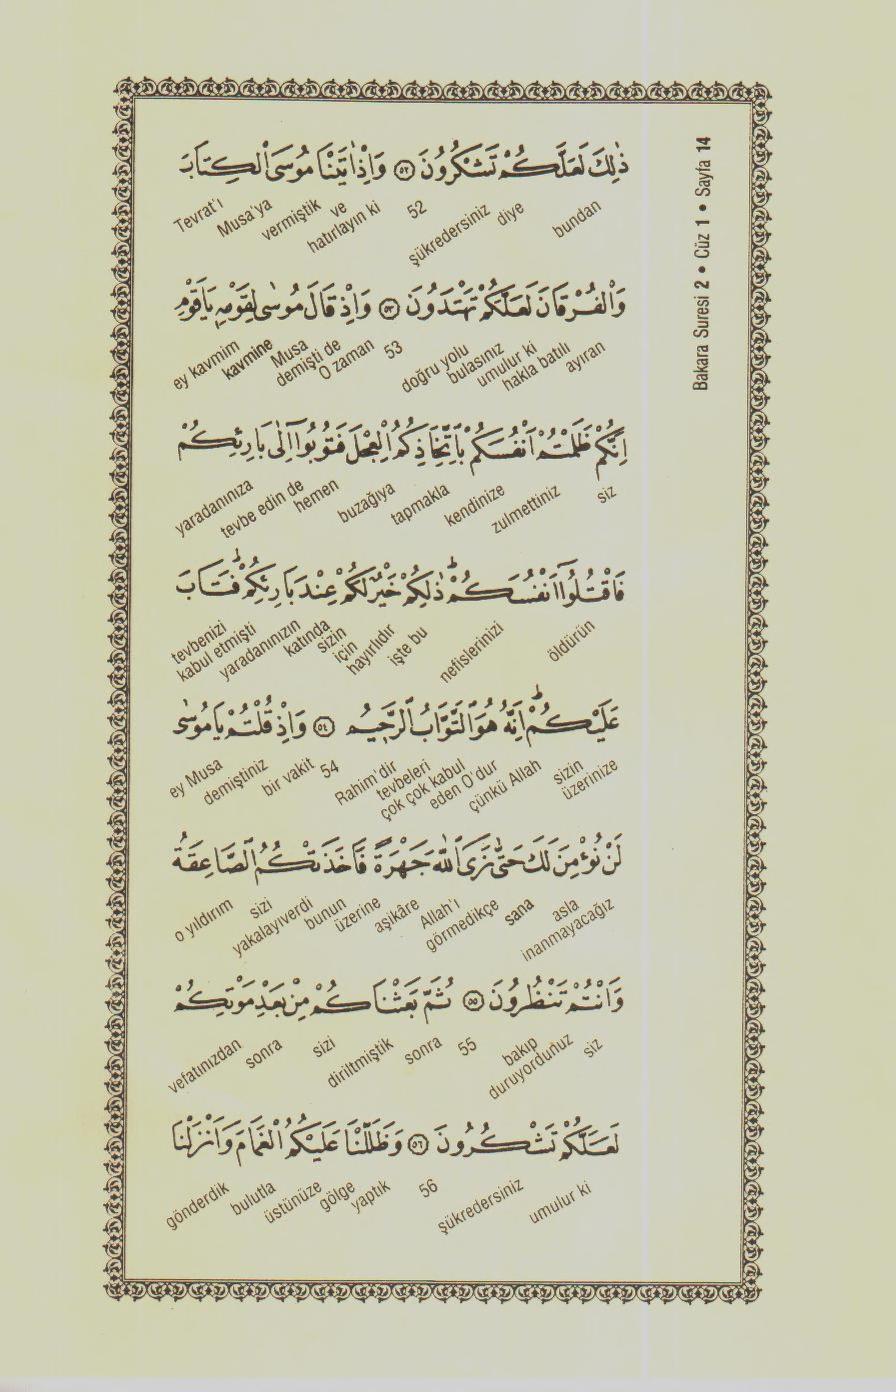 Bakara Suresi 2 • Cüz 1 • Sayfa 14
ذٰلِكَ لَعَلَّكُمْ تَشْكُرُونَ ﴿٥٢﴾ وَاِذْ اٰتَيْنَا مُوسَى الْكِتَابَ
bundan diye şükredersiniz 52 ve hatırlayın ki vermiştik Musa'ya Tevrat'ı
وَالْفُرْقَانَ لَعَلَّكُمْ تَهْتَدُونَ ﴿٥٣﴾ وَاِذْ قَالَ مُوسٰى لِقَوْمِهٖ يَاقَوْمِ
ayıran hakla batılı umulur ki bulasınız doğru yolu 53 O zaman demişti de Musa kavmine ey kavmim
اِنَّكُمْ ظَلَمْتُمْ اَنْفُسَكُمْ بِاتِّخَاذِكُمُ الْعِجْلَ فَتُوبُوٓا اِلٰى بَارِئِكُمْ
siz zulmettiniz kendinize tapmakla buzağıya hemen tevbe edin de yaradanınıza
فَاقْتُلُوٓا اَنْفُسَكُمْ ۜ ذٰلِكُمْ خَيْرٌ لَكُمْ عِنْدَ بَارِئِكُمْ ۜ فَتَابَ
öldürün nefislerinizi işte bu hayırlıdır için sizin katında yaradanınızın kabul etmişti tevbenizi
عَلَيْكُمْ ۜ اِنَّهُ هُوَ التَّوَّابُ الرَّحٖيمُ ﴿٥٤﴾ وَاِذْ قُلْتُمْ يَامُوسٰى
üzerinize sizin çünkü Allah eden O'dur çok çok kabul tevbeleri Rahim'dir 54 bir vakit demiştiniz ey Musa
لَنْ نُؤْمِنَ لَكَ حَتّٰى نَرَى اللّٰهَ جَهْرَةً فَاَخَذَتْكُمُ الصَّاعِقَةُ
inanmayacağız asla sana görmedikçe Allah'ı aşikâre üzerine bunun yakalayıverdi sizi o yıldırım
وَاَنْتُمْ تَنْظُرُونَ ﴿٥٥﴾ ثُمَّ بَعَثْنَاكُمْ مِنْ بَعْدِ مَوْتِكُمْ
siz duruyordunuz bakıp 55 sonra diriltmiştik sizi sonra vefatınızdan
لَعَلَّكُمْ تَشْكُرُونَ ﴿٥٦﴾ وَظَلَّلْنَا عَلَيْكُمُ الْغَمَامَ وَاَنْزَلْنَا
umulur ki şükredersiniz 56 yaptık gölge üstünüze bulutla gönderdik